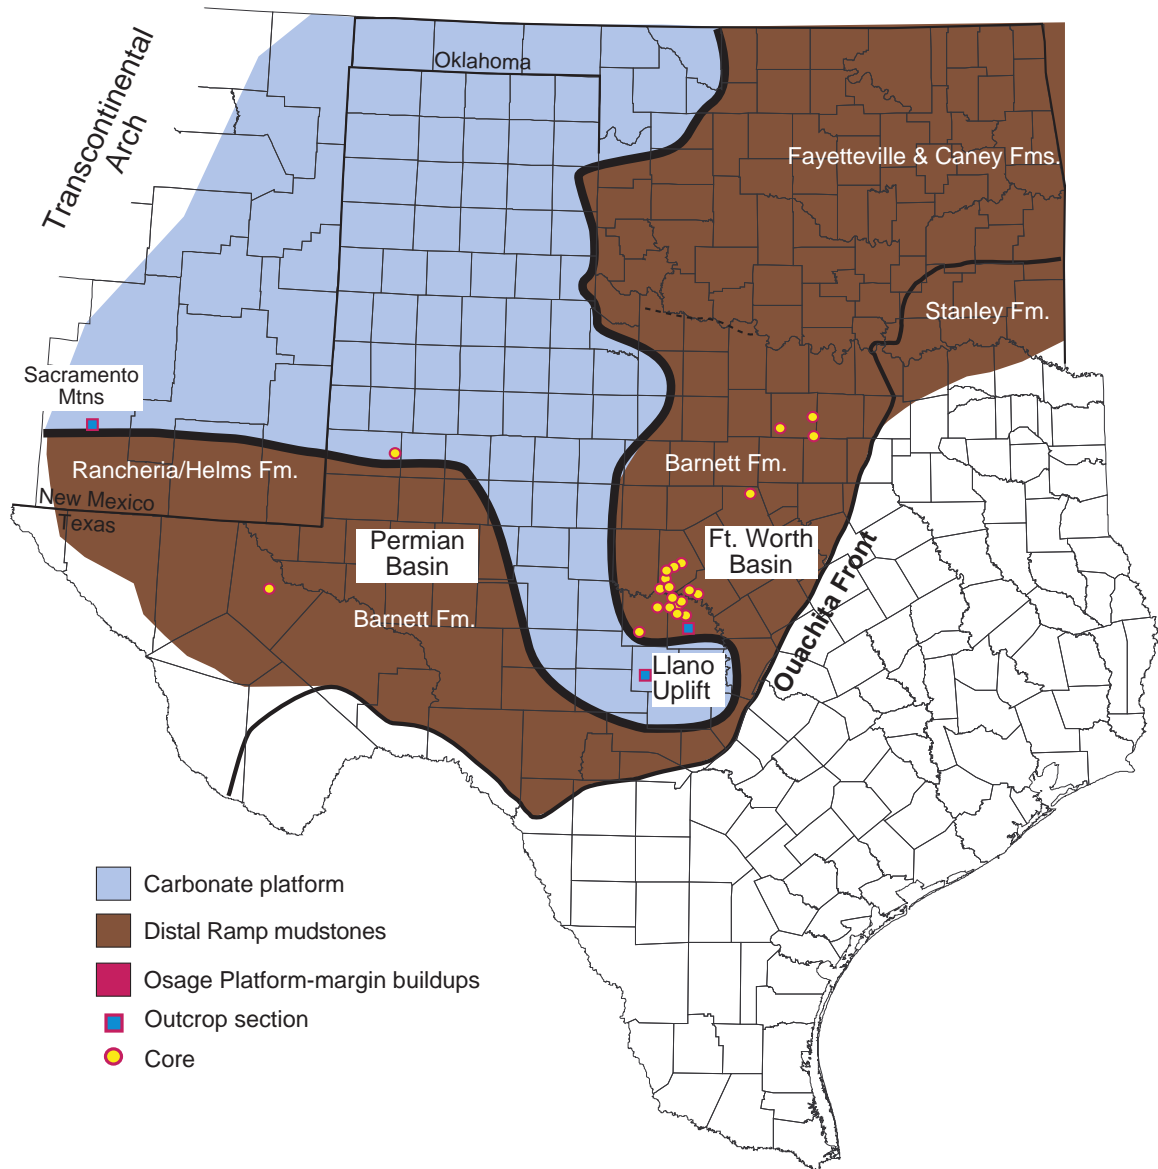 Transcontinental
Arch
Oklahoma
Fayetteville & Caney Fms.
Stanley Fm.
Sacramento
Mtns
Rancheria/Helms Fm.
Barnett Fm.
New Mexico
Texas
Permian
Basin
Ft. Worth
Basin
Barnett Fm.
Ouachita Front
Llano
Uplift
Carbonate platform
Distal Ramp mudstones
Osage Platform-margin buildups
Outcrop section
Core